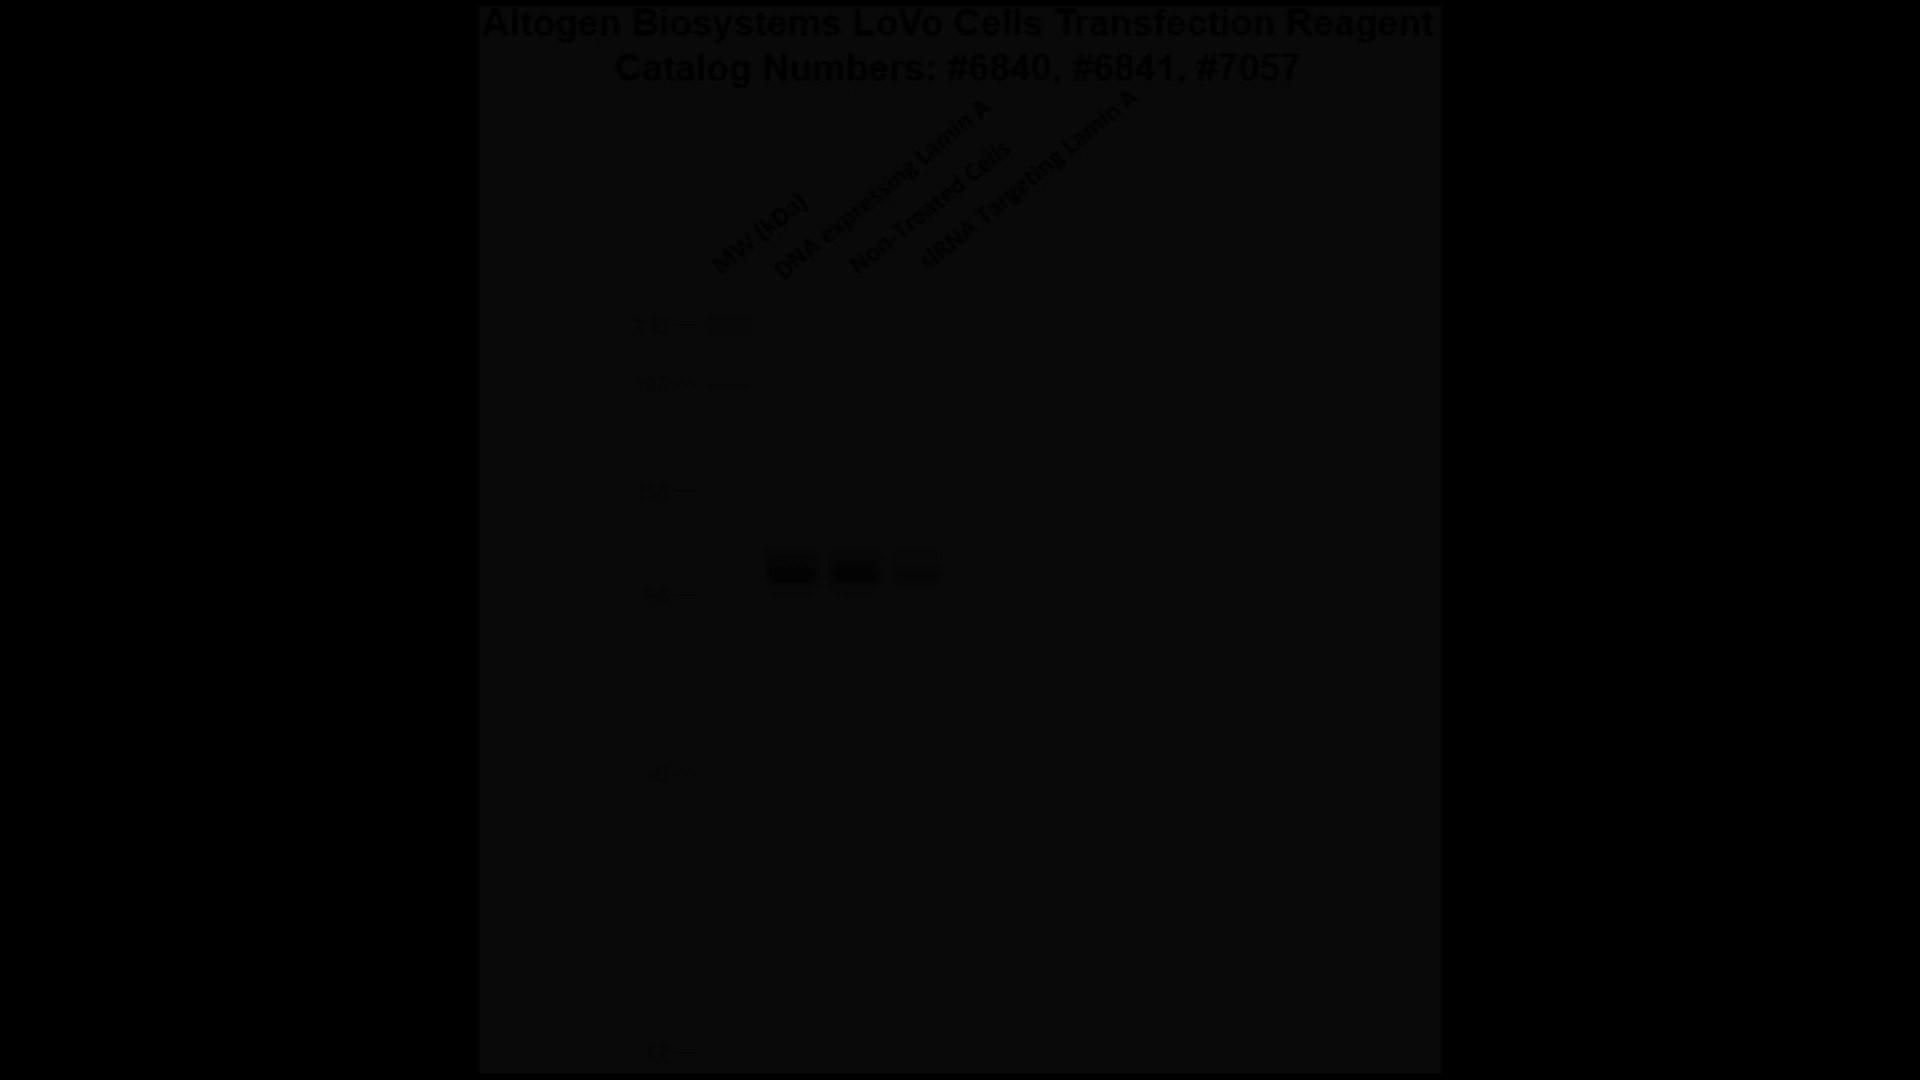 Altogen Biosystems LoVo Cells Transfection Reagent
Catalog Numbers: #6840, #6841, #7057
MW (kDa)
DNA expressing Lamin A
Non-Treated Cells
siRNA Targeting Lamin A